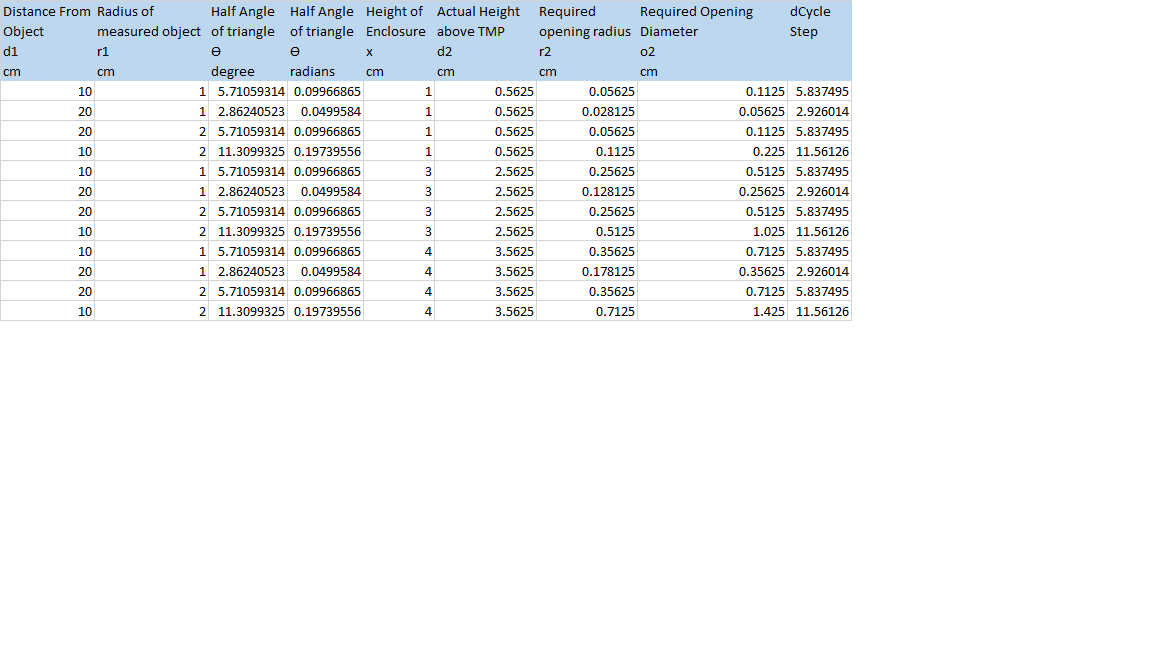 Distance From Radius of Half Angle Half Angle Height of Actual Height Required Required Opening dCycle
Object measured object of triangle of triangle Enclosure above TMP opening radius Diameter Step
d1 r1 ϴ ϴ x d2 r2 o2
cm cm degree radians cm cm cm cm
10 1 5.71059314 0.09966865 1 0.5625 0.05625 0.1125 5.837495
20 1 2.86240523 0.0499584 1 0.5625 0.028125 0.05625 2.926014
20 2 5.71059314 0.09966865 1 0.5625 0.05625 0.1125 5.837495
10 2 11.3099325 0.19739556 1 0.5625 0.1125 0.225 11.56126
10 1 5.71059314 0.09966865 3 2.5625 0.25625 0.5125 5.837495
20 1 2.86240523 0.0499584 3 2.5625 0.128125 0.25625 2.926014
20 2 5.71059314 0.09966865 3 2.5625 0.25625 0.5125 5.837495
10 2 11.3099325 0.19739556 3 2.5625 0.5125 1.025 11.56126
10 1 5.71059314 0.09966865 4 3.5625 0.35625 0.7125 5.837495
20 1 2.86240523 0.0499584 4 3.5625 0.178125 0.35625 2.926014
20 2 5.71059314 0.09966865 4 3.5625 0.35625 0.7125 5.837495
10 2 11.3099325 0.19739556 4 3.5625 0.7125 1.425 11.56126